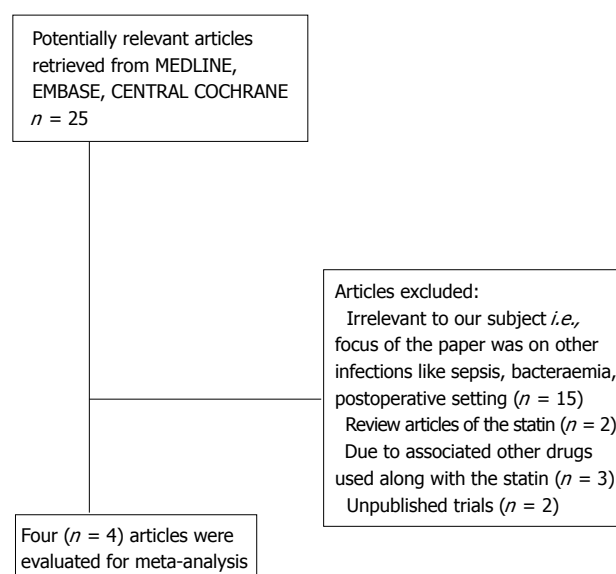 Potentially relevant articles
retrieved from MEDLINE,
EMBASE, CENTRAL COCHRANE
n = 25
Articles excluded:
Irrelevant to our subject i.e.,
focus of the paper was on other
infections like sepsis, bacteraemia,
postoperative setting (n = 15)
Review articles of the statin (n = 2)
Due to associated other drugs
used along with the statin (n = 3)
Unpublished trials (n = 2)
Four (n = 4) articles were
evaluated for meta-analysis